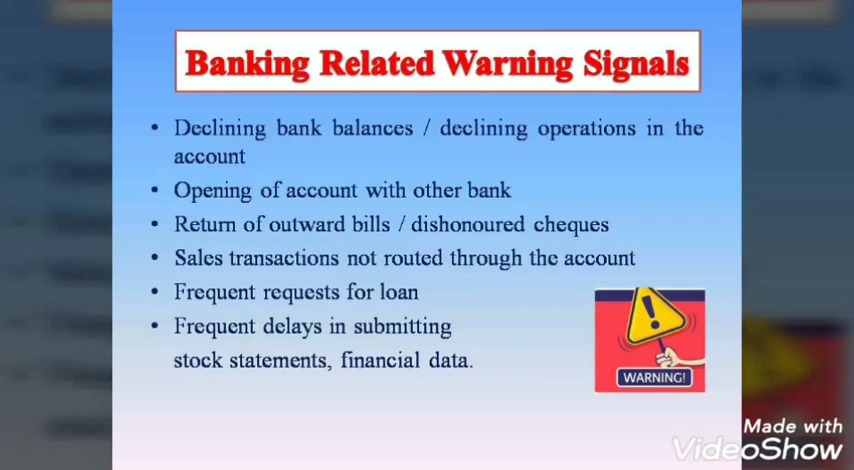 Banking Related Warning Signals
• Declining bank balances / declining operations in the
account
• Opening of account with other bank
• Return of outward bills / dishonoured cheques
• Sales transactions not routed through the account
• Frequent requests for loan
• Frequent delays in submitting
stock statements, financial data.
WARNING!
Made with
VideoShow